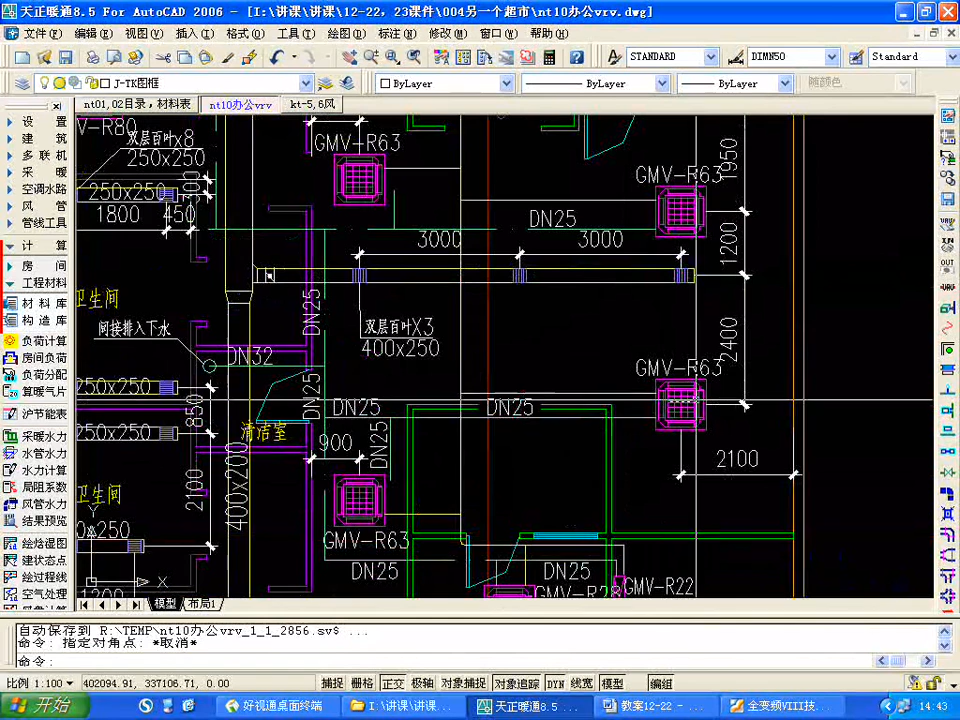 天正暖通8.5 For AutoCAD 2006 - [I:\讲课\讲课\12-22, 23课件\004另一个超市\nt10办公vrv.dwg]
文件(F) 编辑(E) 视图(V) 插入(I) 格式(O) 工具(T) 绘图(D) 标注(N) 修改(M) 窗口(W) 帮助(H)
STANDARD DIMN50 Standard
J-TK图框 ByLayer ByLayer ByLayer 随颜色
nt01,02目录,材料表 nt10办公vrv kt-5,6风
设 置
建 筑
多 联 机
采 暖
空调水路
风 管
管线工具
计 算
房 间
工程材料
材 料 库
构 造 库
负荷计算
房间负荷
负荷分配
算暖气片
沪节能表
采暖水力
水管水力
水力计算
局阻系数
风管水力
结果预览
绘焓湿图
建状态点
绘过程线
空气处理
V-R80
双层百叶x8
250x250
250x250
1800 450
300
GMV-R63
GMV-R63
1950
DN25
3000 3000
1200
卫生间
间接排入下水
DN25
双层百叶X3
400x250
2400
DN32
GMV-R63
250x250
850
DN25
DN25
DN25
250x250
清洁室
900
DN25
2100
卫生间
2100
400x200
Y
0x250
GMV-R63
DN25
DN25
X
GMV-R22
1200
模型 布局1
自动保存到 R:\TEMP\nt10办公vrv_1_1_2856.sv$ ...
命令: 指定对角点: *取消*
命令:
比例 1:100 402094.91, 337106.71, 0.00 捕捉 栅格 正交 极轴 对象捕捉 对象追踪 DYN 线宽 模型 编组
开始 好视通桌面终端 I:\讲课\讲课... 天正暖通8.5 ... 教案12-22 -... 全变频VIII技... 14:43